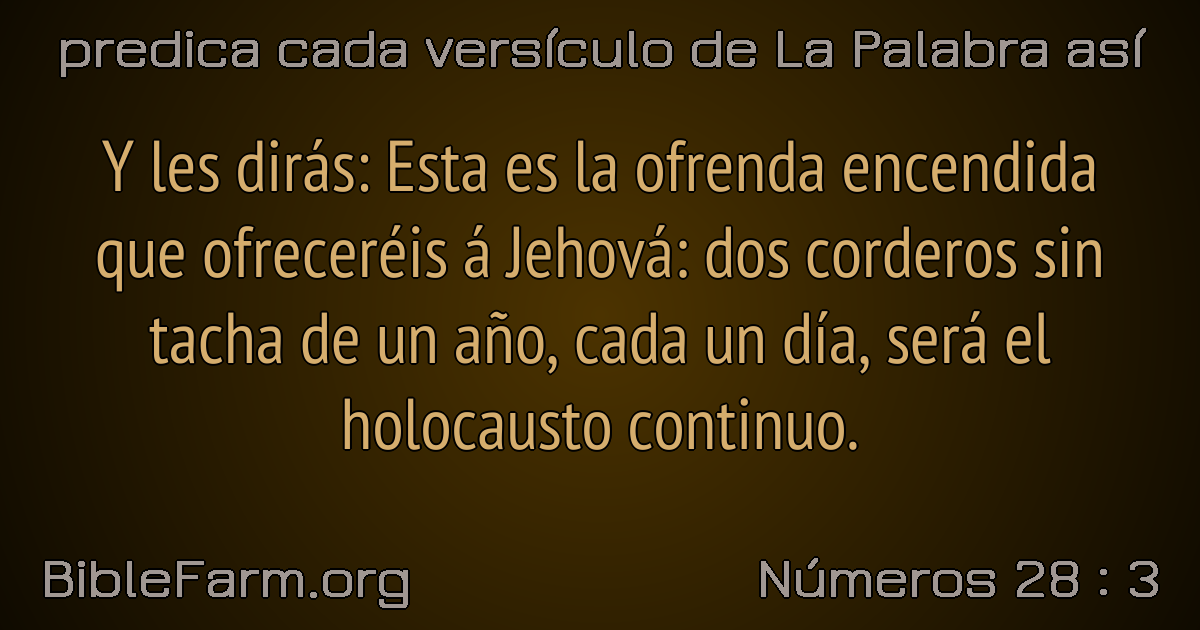 predica cada versículo de La Palabra así
Y les dirás: Esta es la ofrenda encendida
que ofreceréis á Jehová: dos corderos sin
tacha de un año, cada un día, será el
holocausto continuo.
BibleFarm.org
Números 28 : 3